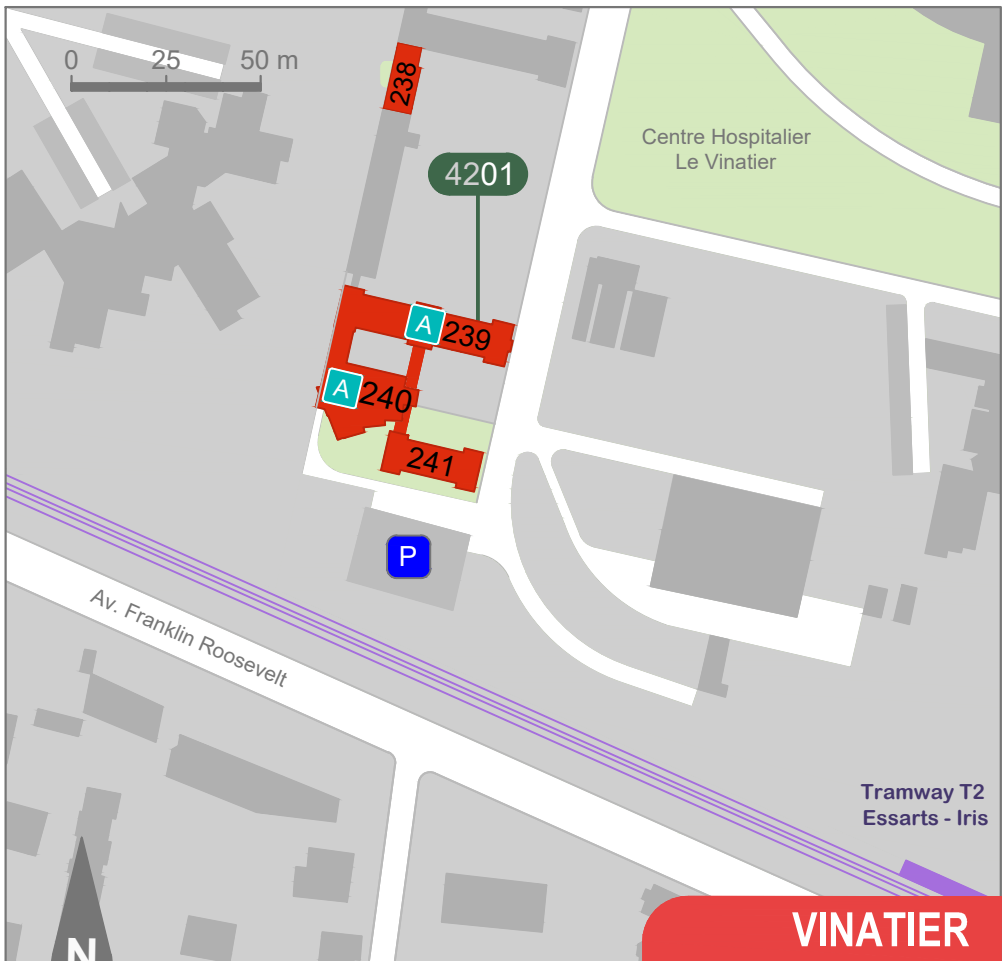 0 25 50 m
238
Centre Hospitalier
Le Vinatier
4201
A 239
A 240
241
P
Av. Franklin Roosevelt
Tramway T2
Essarts - Iris
VINATIER
N